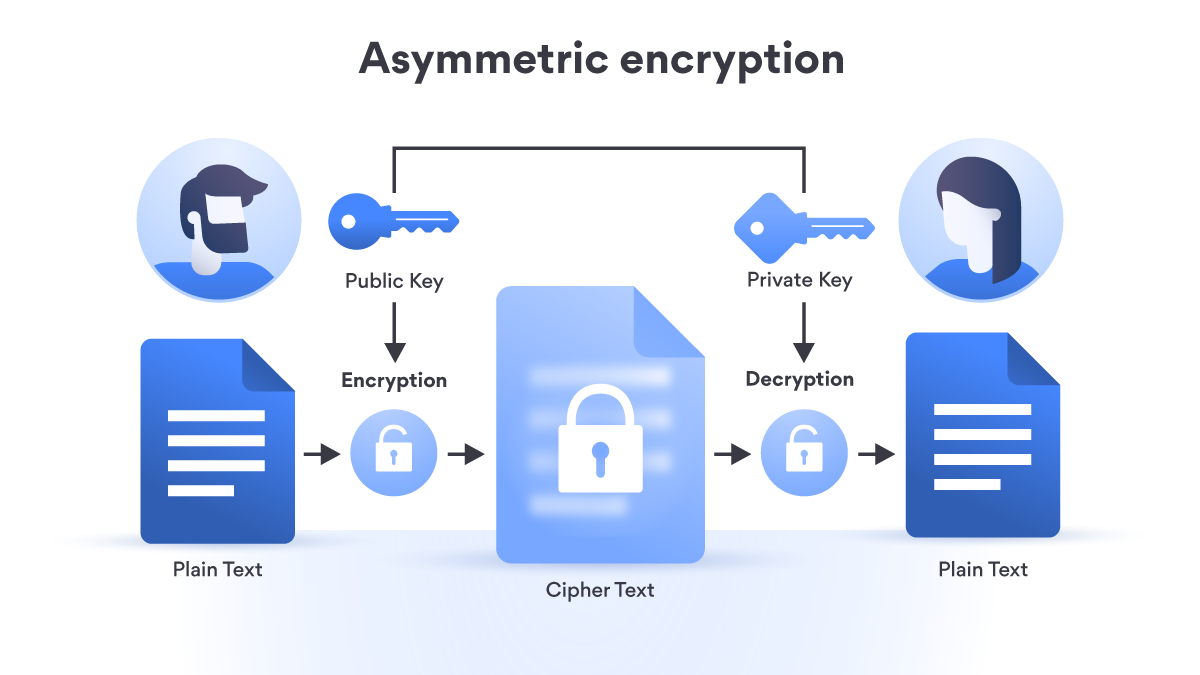 Asymmetric encryption
Public Key
Private Key
Encryption
Decryption
Plain Text
Cipher Text
Plain Text